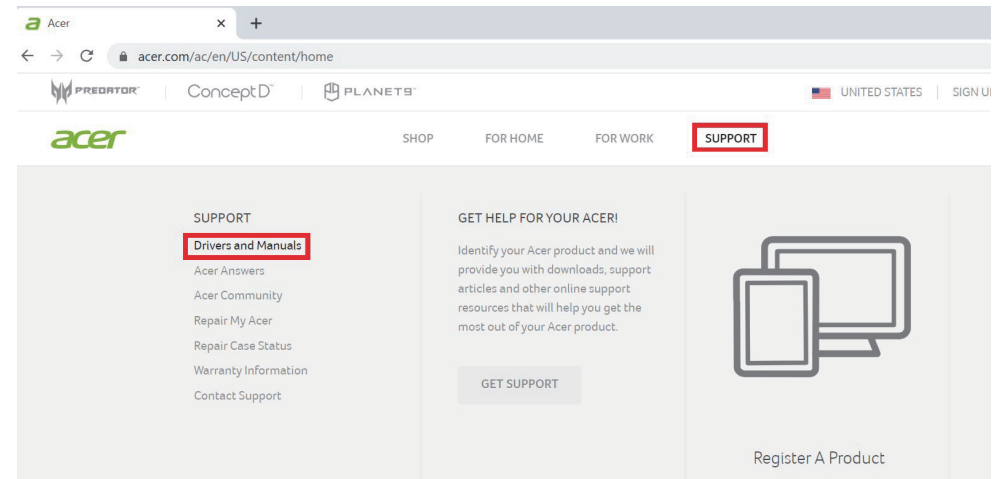 Acer
acer.com/ac/en/US/content/home
PREDATOR
ConceptD
PLANET9
UNITED STATES
SIGN U
acer
SHOP
FOR HOME
FOR WORK
SUPPORT
SUPPORT
Drivers and Manuals
Acer Answers
Acer Community
Repair My Acer
Repair Case Status
Warranty Information
Contact Support
GET HELP FOR YOUR ACER!
Identify your Acer product and we will
provide you with downloads, support
articles and other online support
resources that will help you get the
most out of your Acer product.
GET SUPPORT
Register A Product